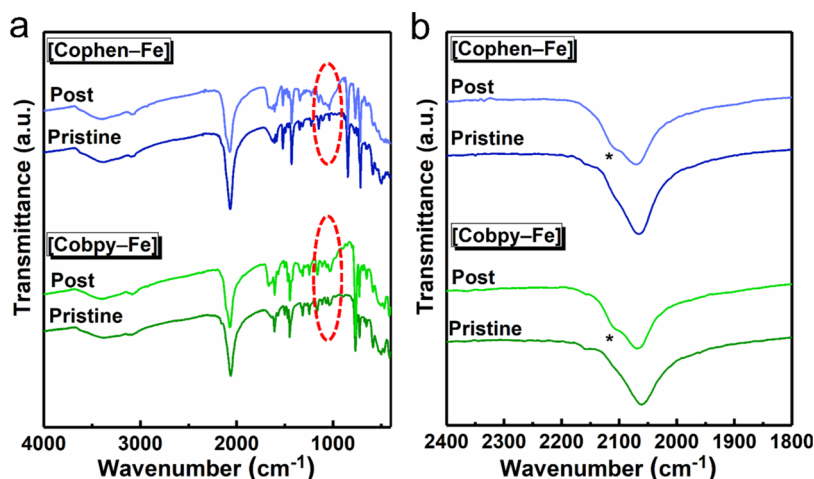 a
[Cophen–Fe]
Post
Pristine
[Cobpy–Fe]
Post
Pristine
Transmittance (a.u.)
4000 3000 2000 1000
Wavenumber (cm-1)
b
[Cophen–Fe]
Post
Pristine
*
[Cobpy–Fe]
Post
Pristine
*
Transmittance (a.u.)
2400 2300 2200 2100 2000 1900 1800
Wavenumber (cm-1)